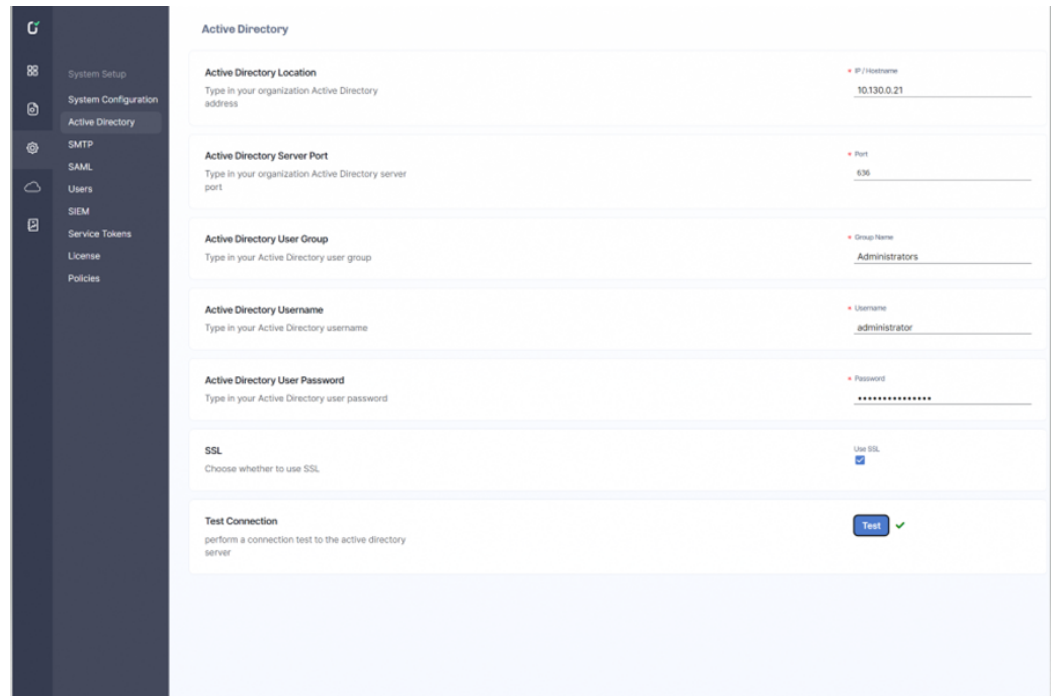 Active Directory
System Setup
System Configuration
Active Directory
SMTP
SAML
Users
SIEM
Service Tokens
License
Policies
Active Directory Location
Type in your organization Active Directory
address
* IP / Hostname
10.130.0.21
Active Directory Server Port
Type in your organization Active Directory server
port
* Port
636
Active Directory User Group
Type in your Active Directory user group
* Group Name
Administrators
Active Directory Username
Type in your Active Directory username
* Username
administrator
Active Directory User Password
Type in your Active Directory user password
* Password
•••••••••••••••
SSL
Choose whether to use SSL
Use SSL
Test Connection
perform a connection test to the active directory
server
Test